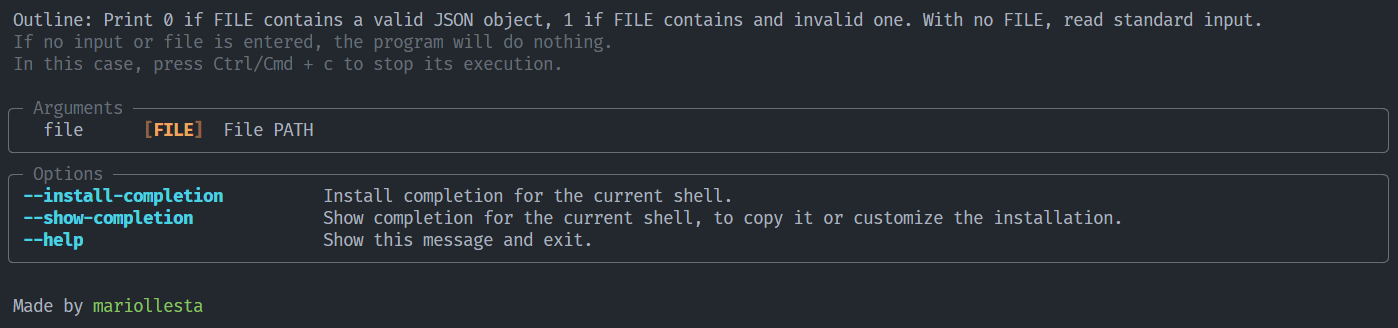 Outline: Print 0 if FILE contains a valid JSON object, 1 if FILE contains and invalid one. With no FILE, read standard input.
If no input or file is entered, the program will do nothing.
In this case, press Ctrl/Cmd + c to stop its execution.
Arguments
file [FILE] File PATH
Options
--install-completion Install completion for the current shell.
--show-completion Show completion for the current shell, to copy it or customize the installation.
--help Show this message and exit.
Made by mariollesta